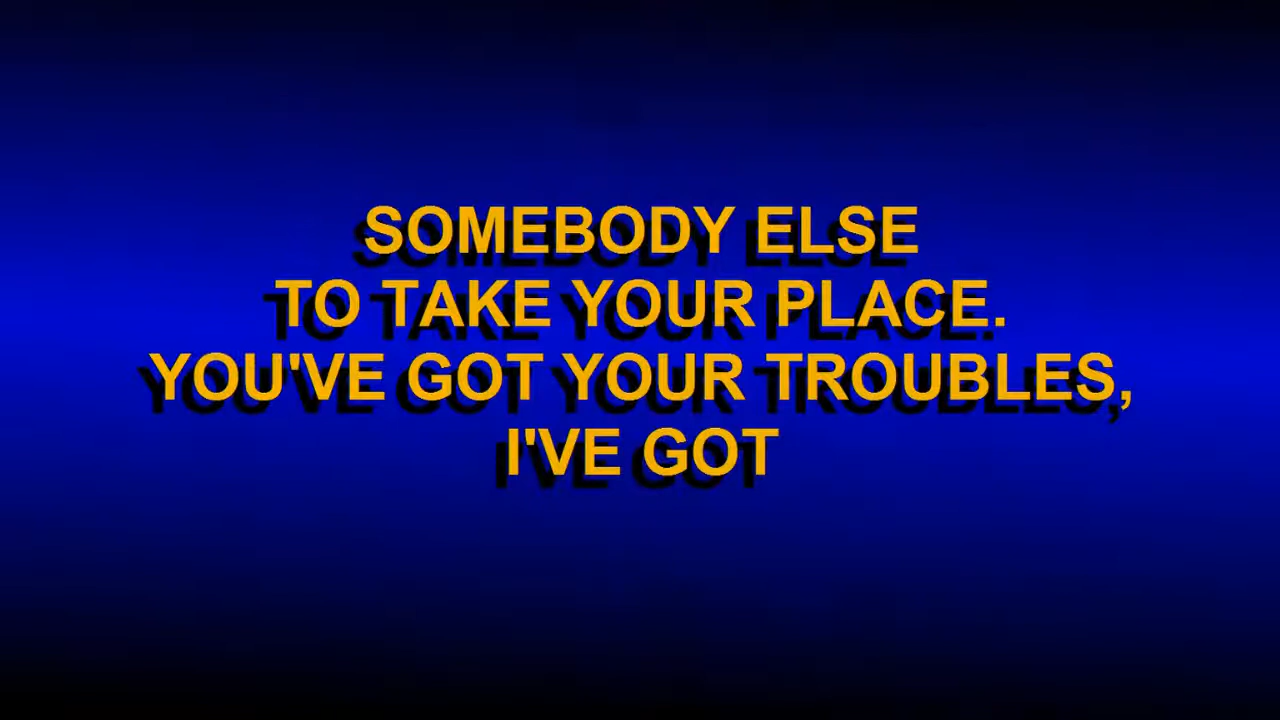 SOMEBODY ELSE
TO TAKE YOUR PLACE.
YOU'VE GOT YOUR TROUBLES,
I'VE GOT